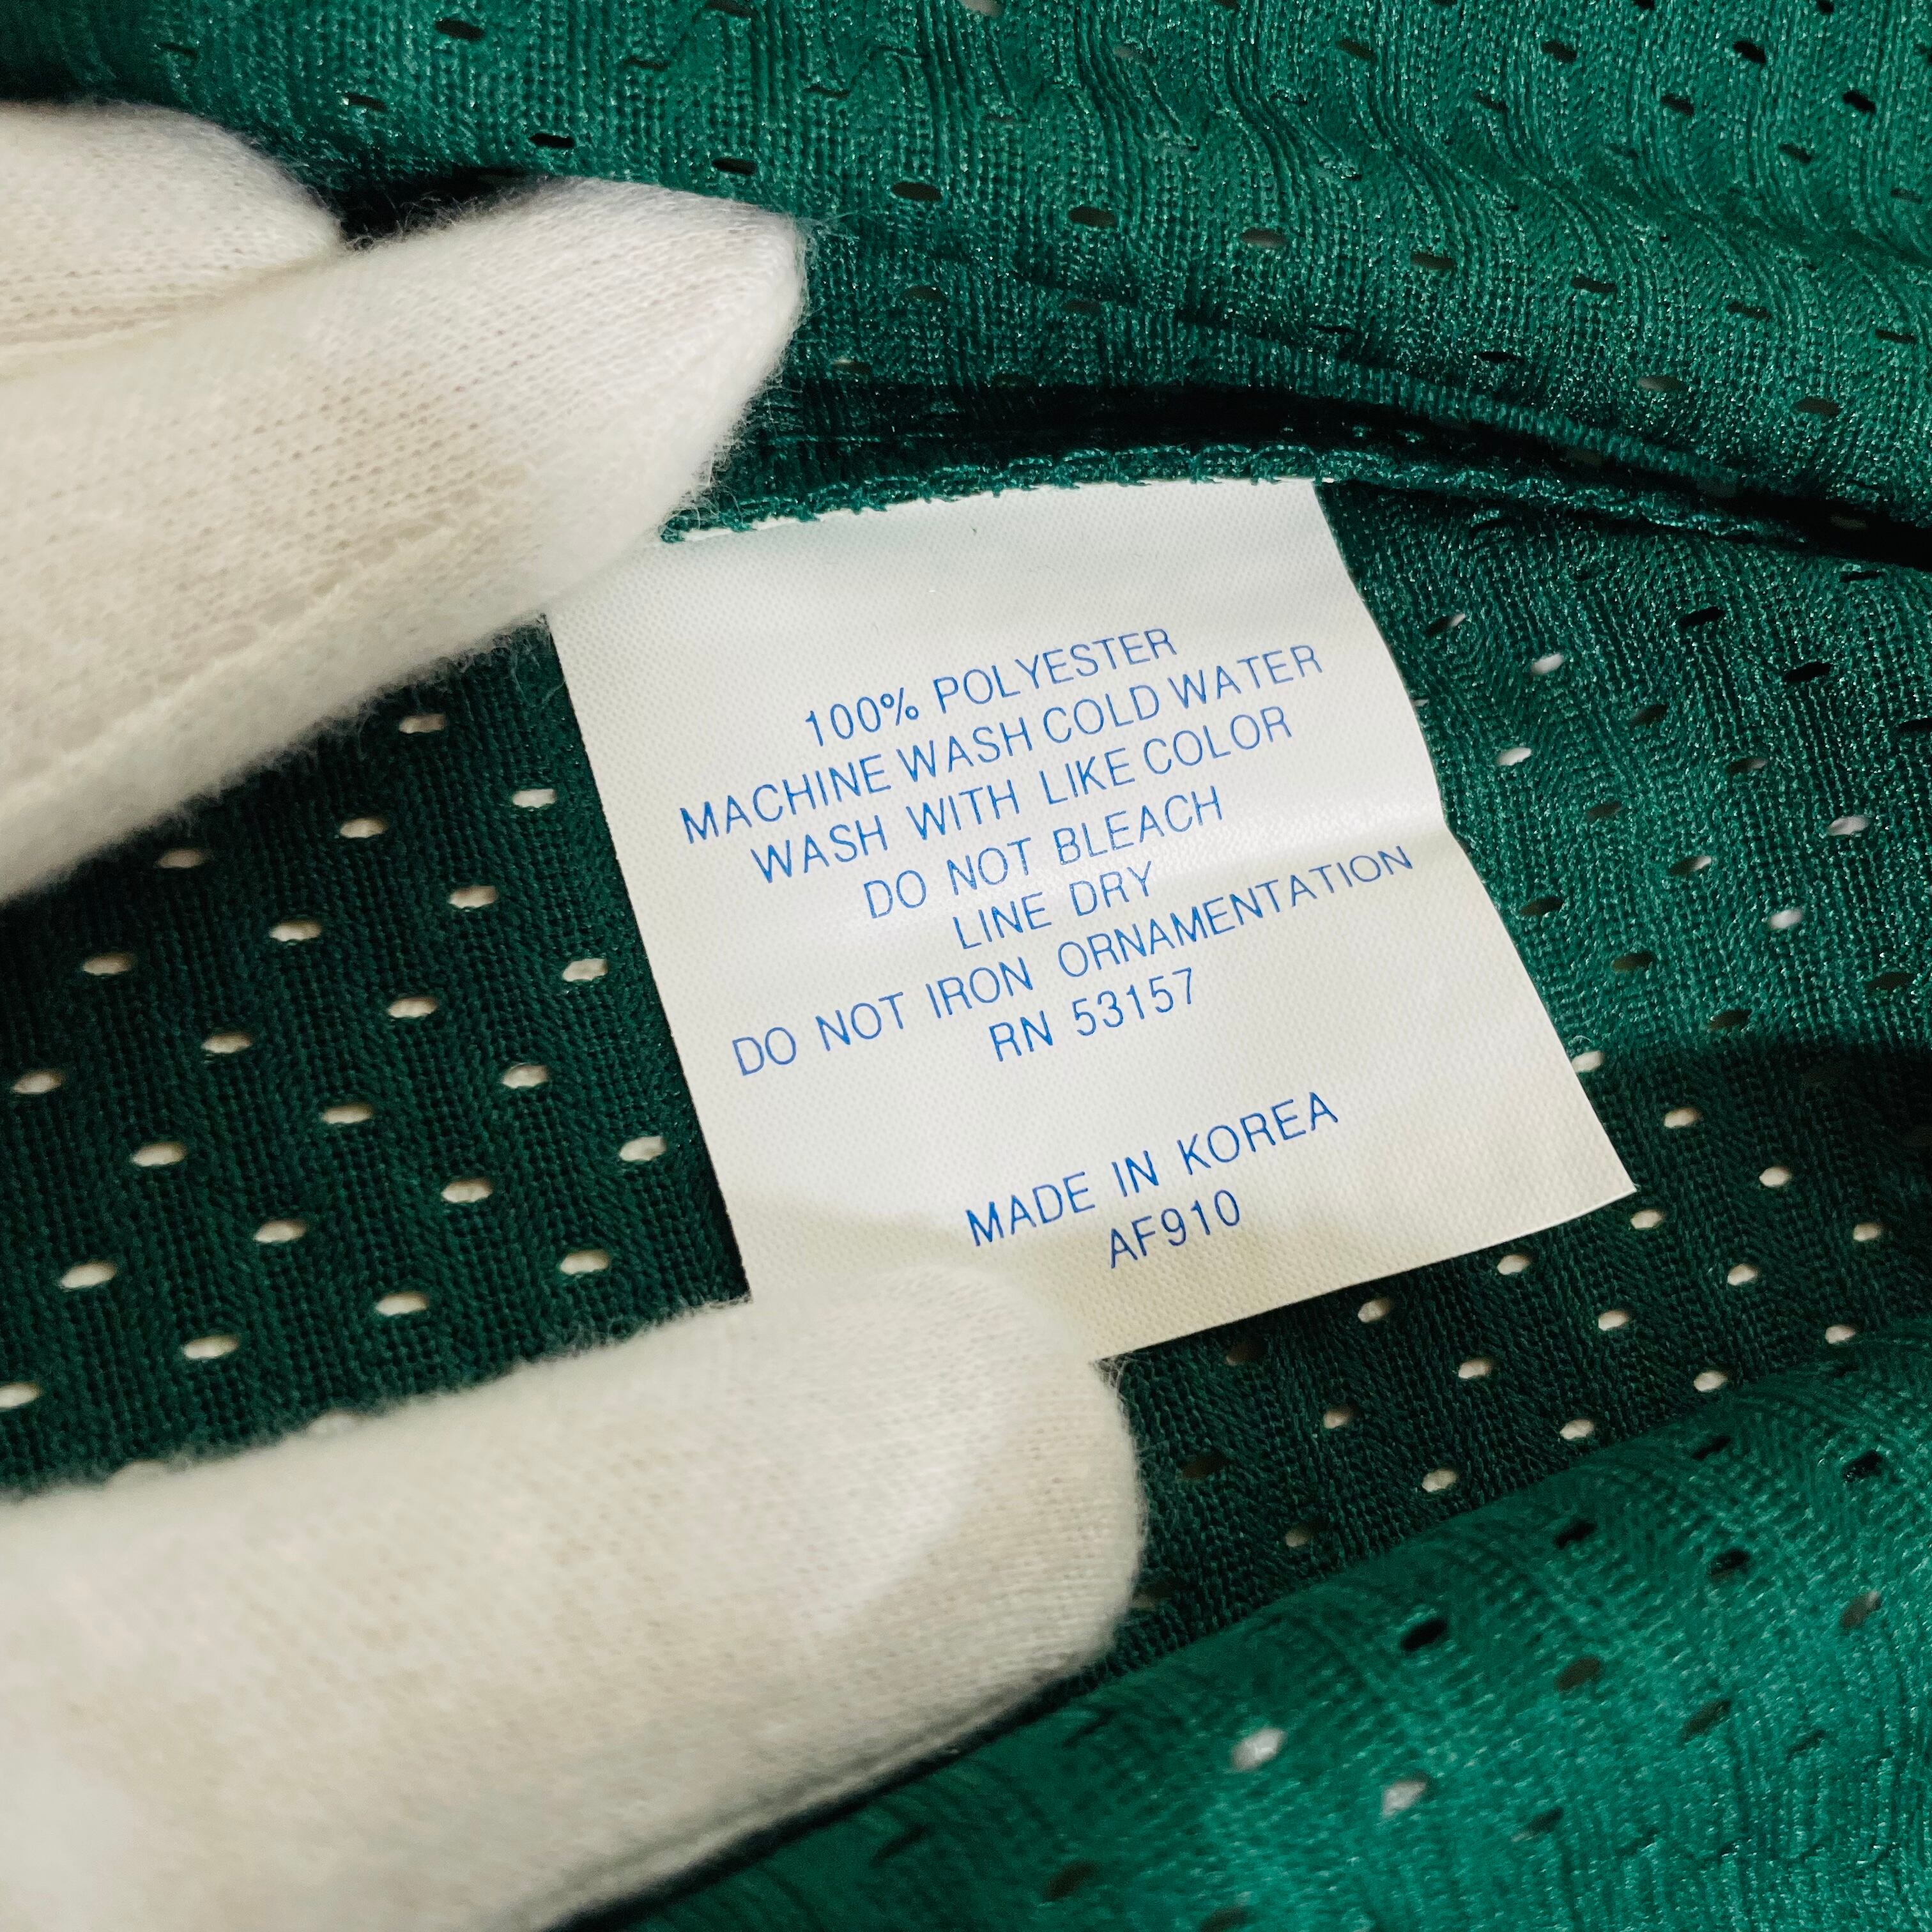 100% POLYESTER
MACHINE WASH COLD WATER
WASH WITH LIKE COLOR
DO NOT BLEACH
LINE DRY
DO NOT IRON ORNAMENTATION
RN 53157
MADE IN KOREA
AF910